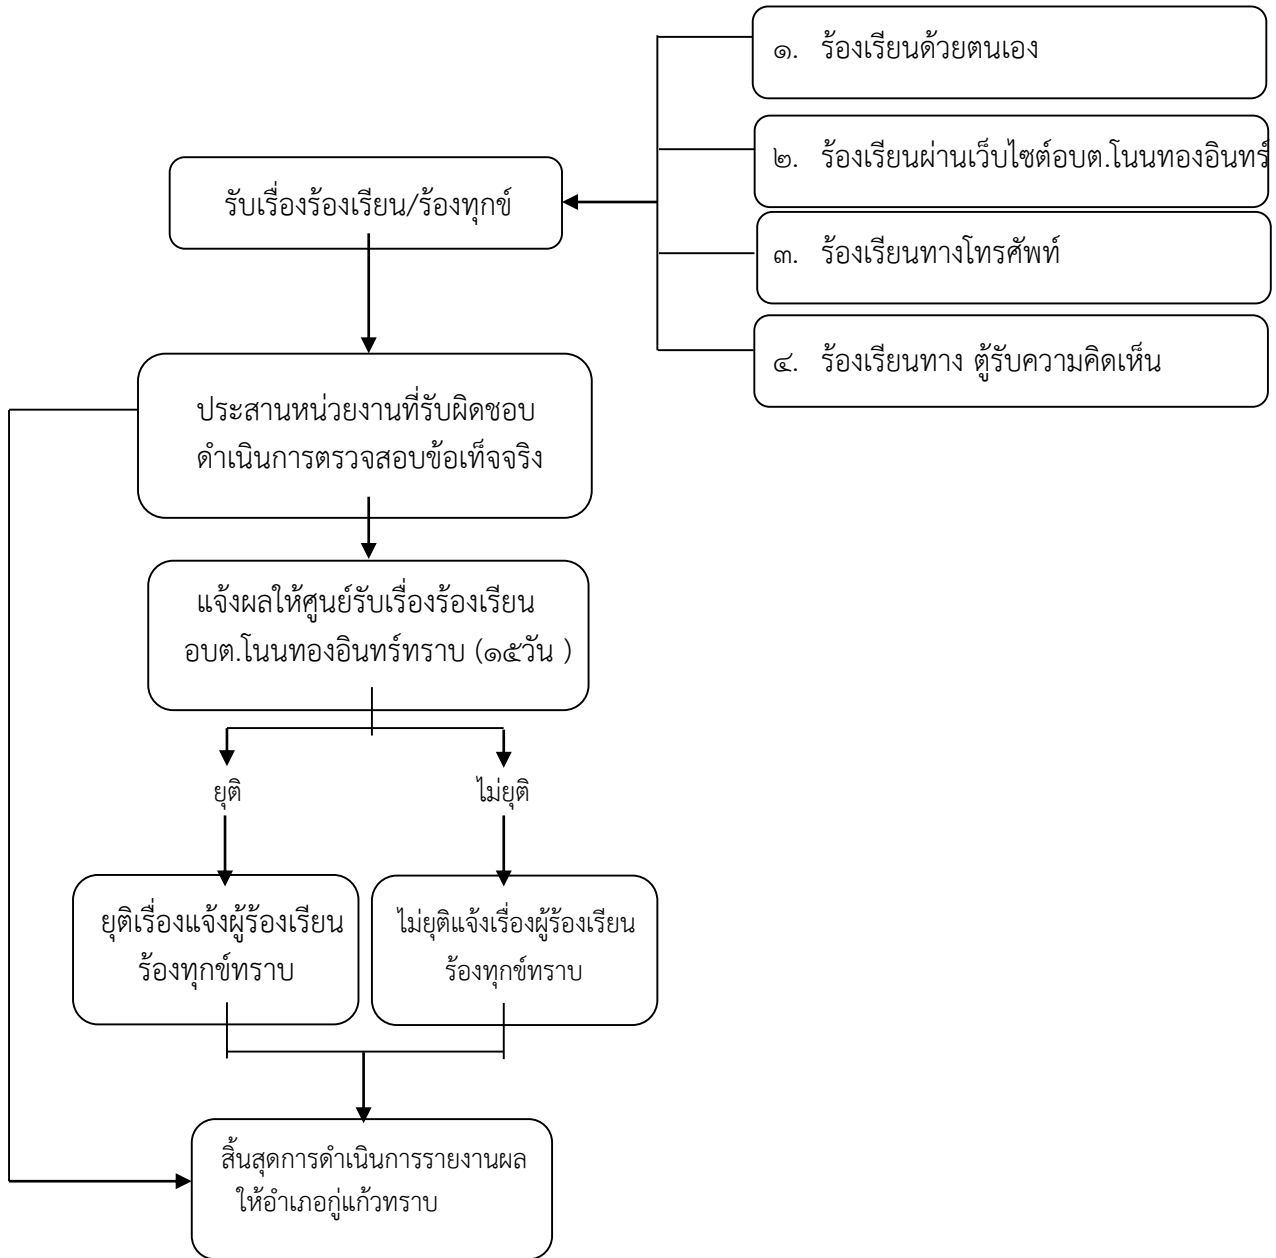 ๑. ร้องเรียนด้วยตนเอง
๒. ร้องเรียนผ่านเว็บไซต์อบต.โนนทองอินทร์
๓. ร้องเรียนทางโทรศัพท์
๔. ร้องเรียนทาง ตู้รับความคิดเห็น
รับเรื่องร้องเรียน/ร้องทุกข์
ประสานหน่วยงานที่รับผิดชอบ
ดำเนินการตรวจสอบข้อเท็จจริง
แจ้งผลให้ศูนย์รับเรื่องร้องเรียน
อบต.โนนทองอินทร์ทราบ (๑๕วัน )
ยุติ
ไม่ยุติ
ยุติเรื่องแจ้งผู้ร้องเรียน
ร้องทุกข์ทราบ
ไม่ยุติแจ้งเรื่องผู้ร้องเรียน
ร้องทุกข์ทราบ
สิ้นสุดการดำเนินการรายงานผล
ให้อำเภอกู่แก้วทราบ